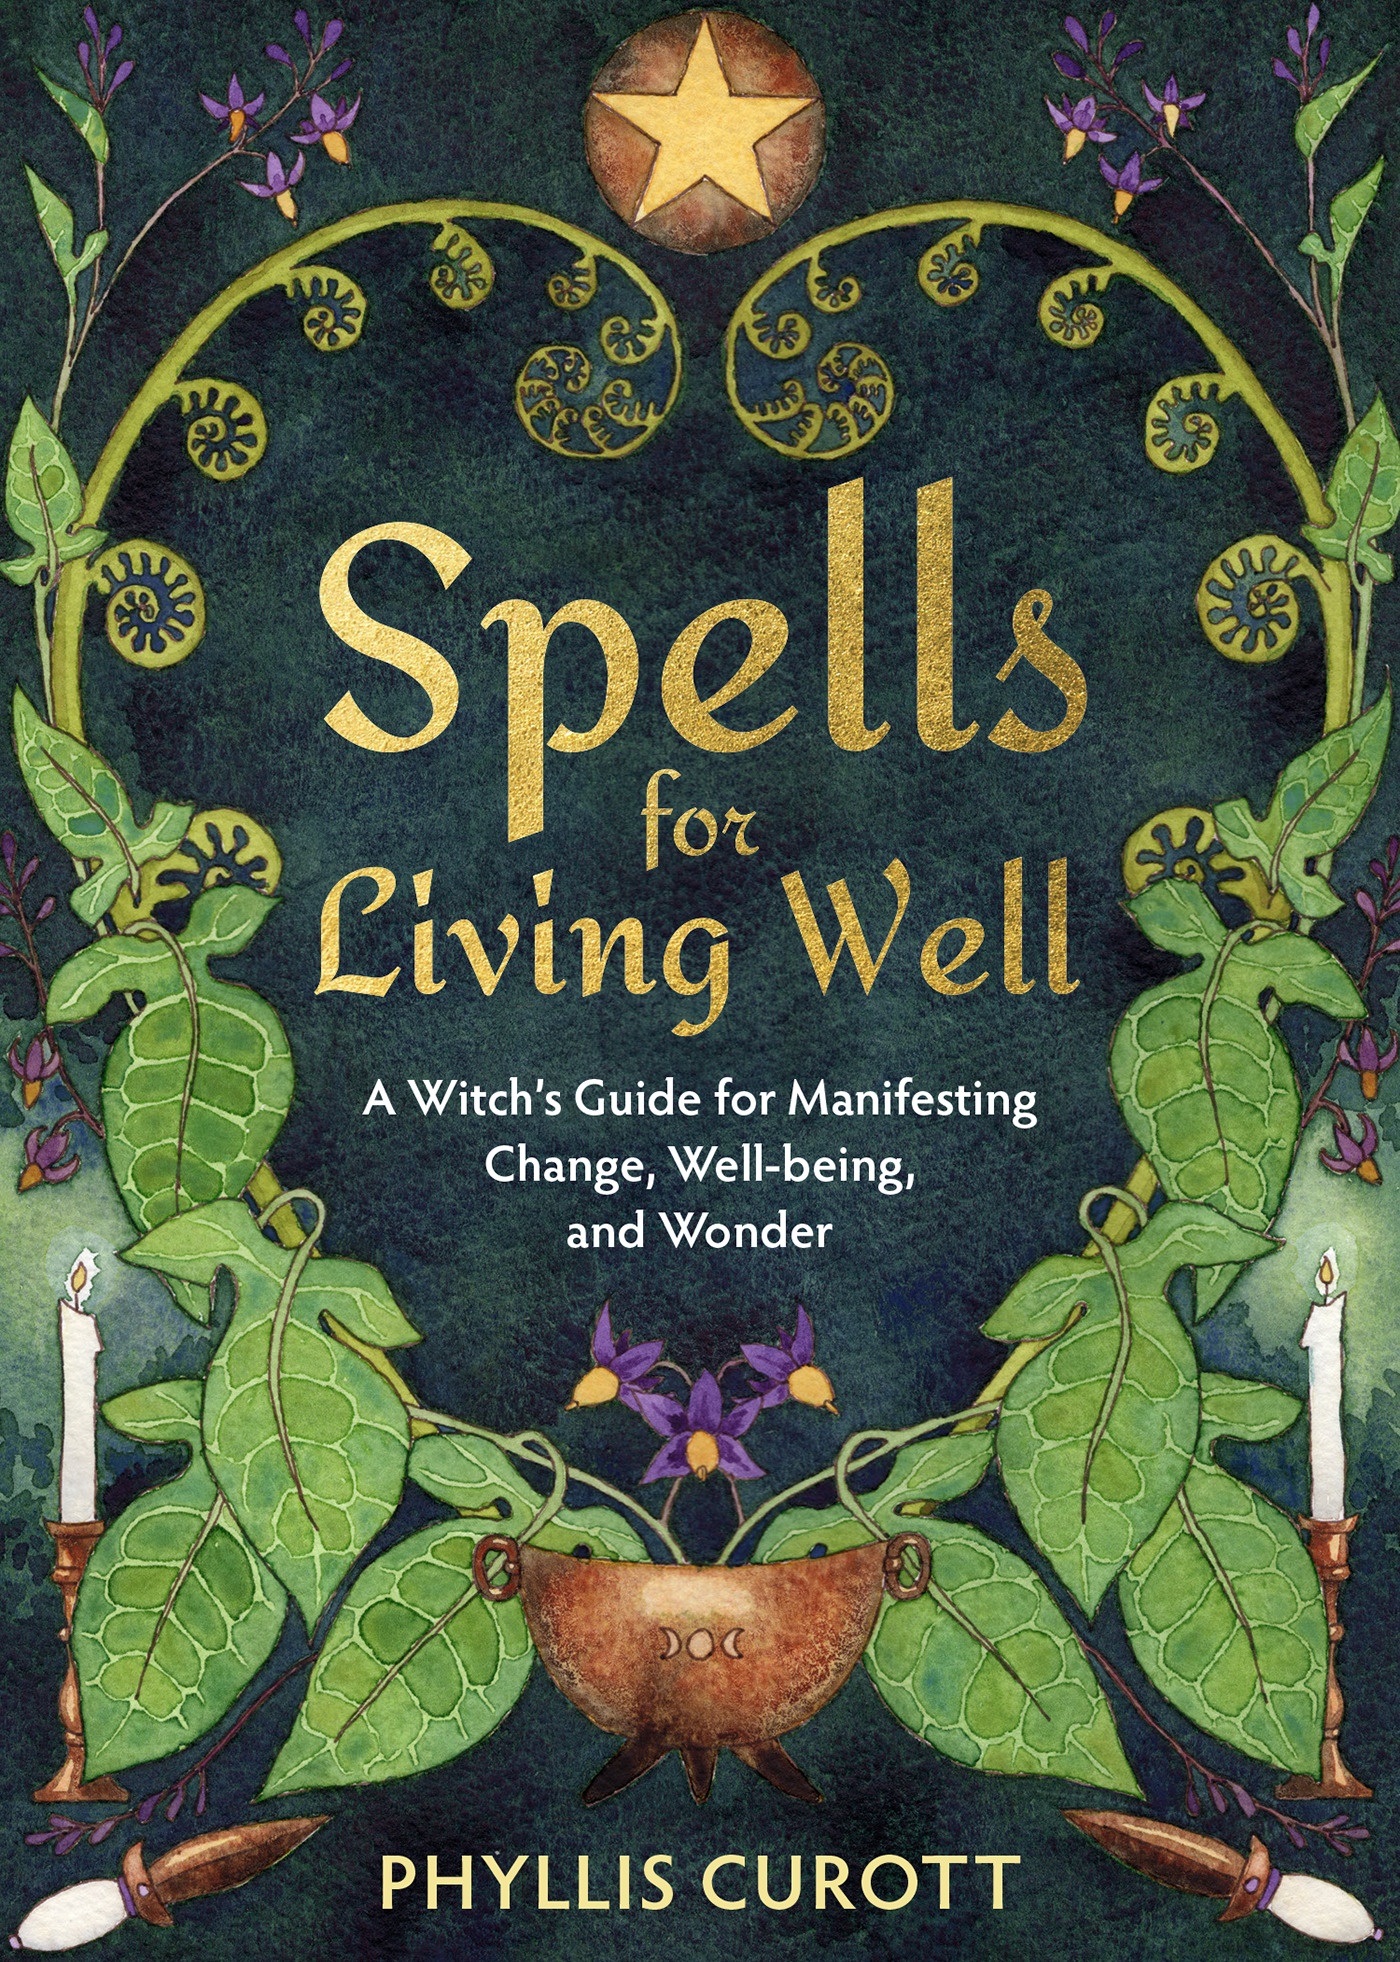 Spells
for
Living Well
A Witch's Guide for Manifesting
Change, Well-being,
and Wonder
PHYLLIS CUROTT